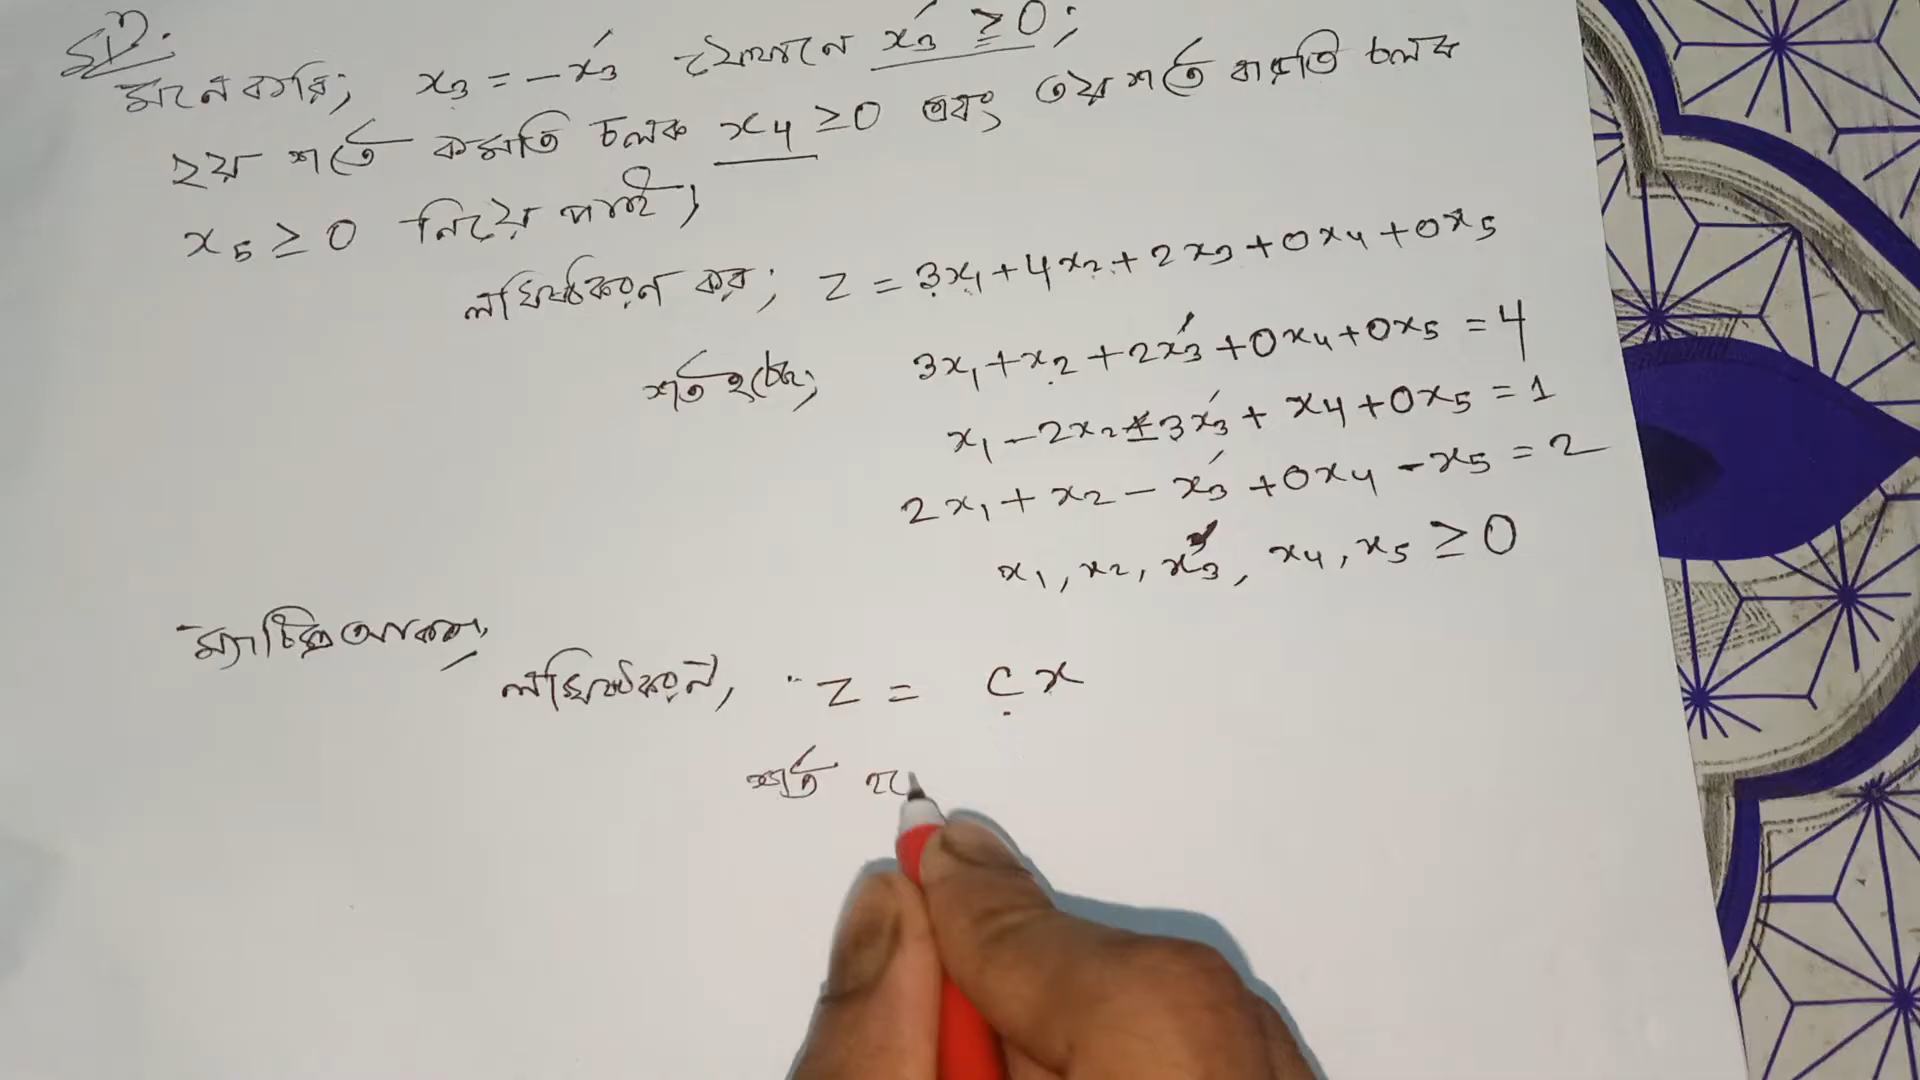 সমা:
মনে করি; x₃ = −x₃′ যেখানে x₃′ ≥ 0;
২য় শর্তে কমতি চলক x₄ ≥ 0 এবং ৩য় শর্তে বাড়তি চলক
x₅ ≥ 0 নিয়ে পাই;
লঘিষ্ঠকরণ কর; z = 3x₁ + 4x₂ + 2x₃ + 0x₄ + 0x₅
শর্ত হচ্ছে; 3x₁ + x₂ + 2x₃′ + 0x₄ + 0x₅ = 4
x₁ − 2x₂ ± 3x₃′ + x₄ + 0x₅ = 1
2x₁ + x₂ − x₃′ + 0x₄ − x₅ = 2
x₁, x₂, x₃′, x₄, x₅ ≥ 0
ম্যাট্রিক্স আকার,
লঘিষ্ঠকরণ, z = cx
শর্ত হ